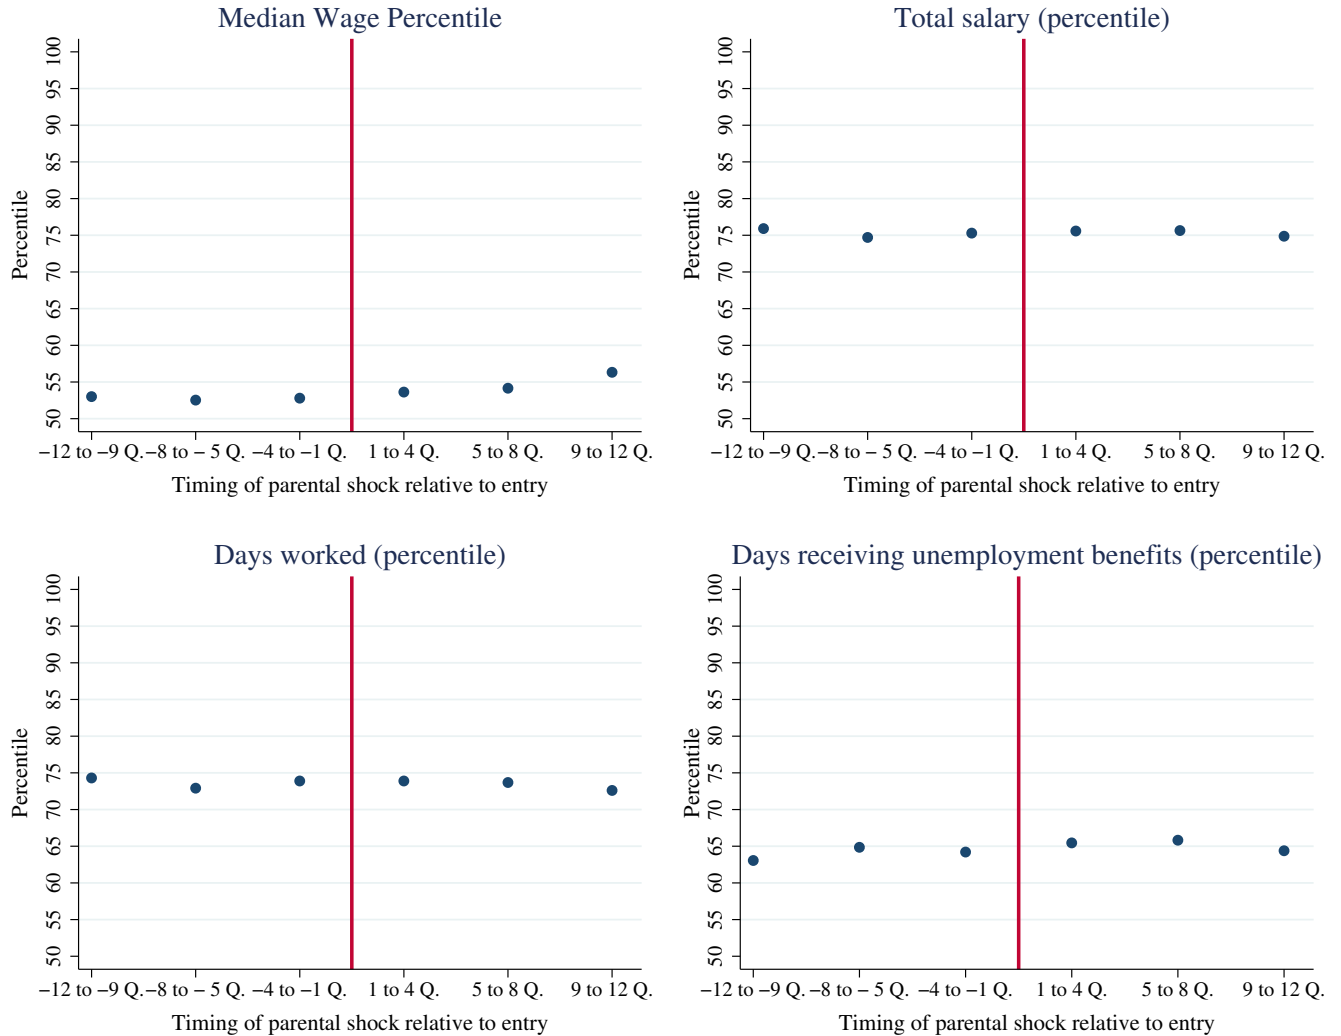 Median Wage Percentile
Percentile
100
95
90
85
80
75
70
65
60
55
50
−12 to −9 Q. −8 to − 5 Q. −4 to −1 Q. 1 to 4 Q. 5 to 8 Q. 9 to 12 Q.
Timing of parental shock relative to entry
Total salary (percentile)
Percentile
100
95
90
85
80
75
70
65
60
55
50
−12 to −9 Q. −8 to − 5 Q. −4 to −1 Q. 1 to 4 Q. 5 to 8 Q. 9 to 12 Q.
Timing of parental shock relative to entry
Days worked (percentile)
Percentile
100
95
90
85
80
75
70
65
60
55
50
−12 to −9 Q. −8 to − 5 Q. −4 to −1 Q. 1 to 4 Q. 5 to 8 Q. 9 to 12 Q.
Timing of parental shock relative to entry
Days receiving unemployment benefits (percentile)
Percentile
100
95
90
85
80
75
70
65
60
55
50
−12 to −9 Q. −8 to − 5 Q. −4 to −1 Q. 1 to 4 Q. 5 to 8 Q. 9 to 12 Q.
Timing of parental shock relative to entry